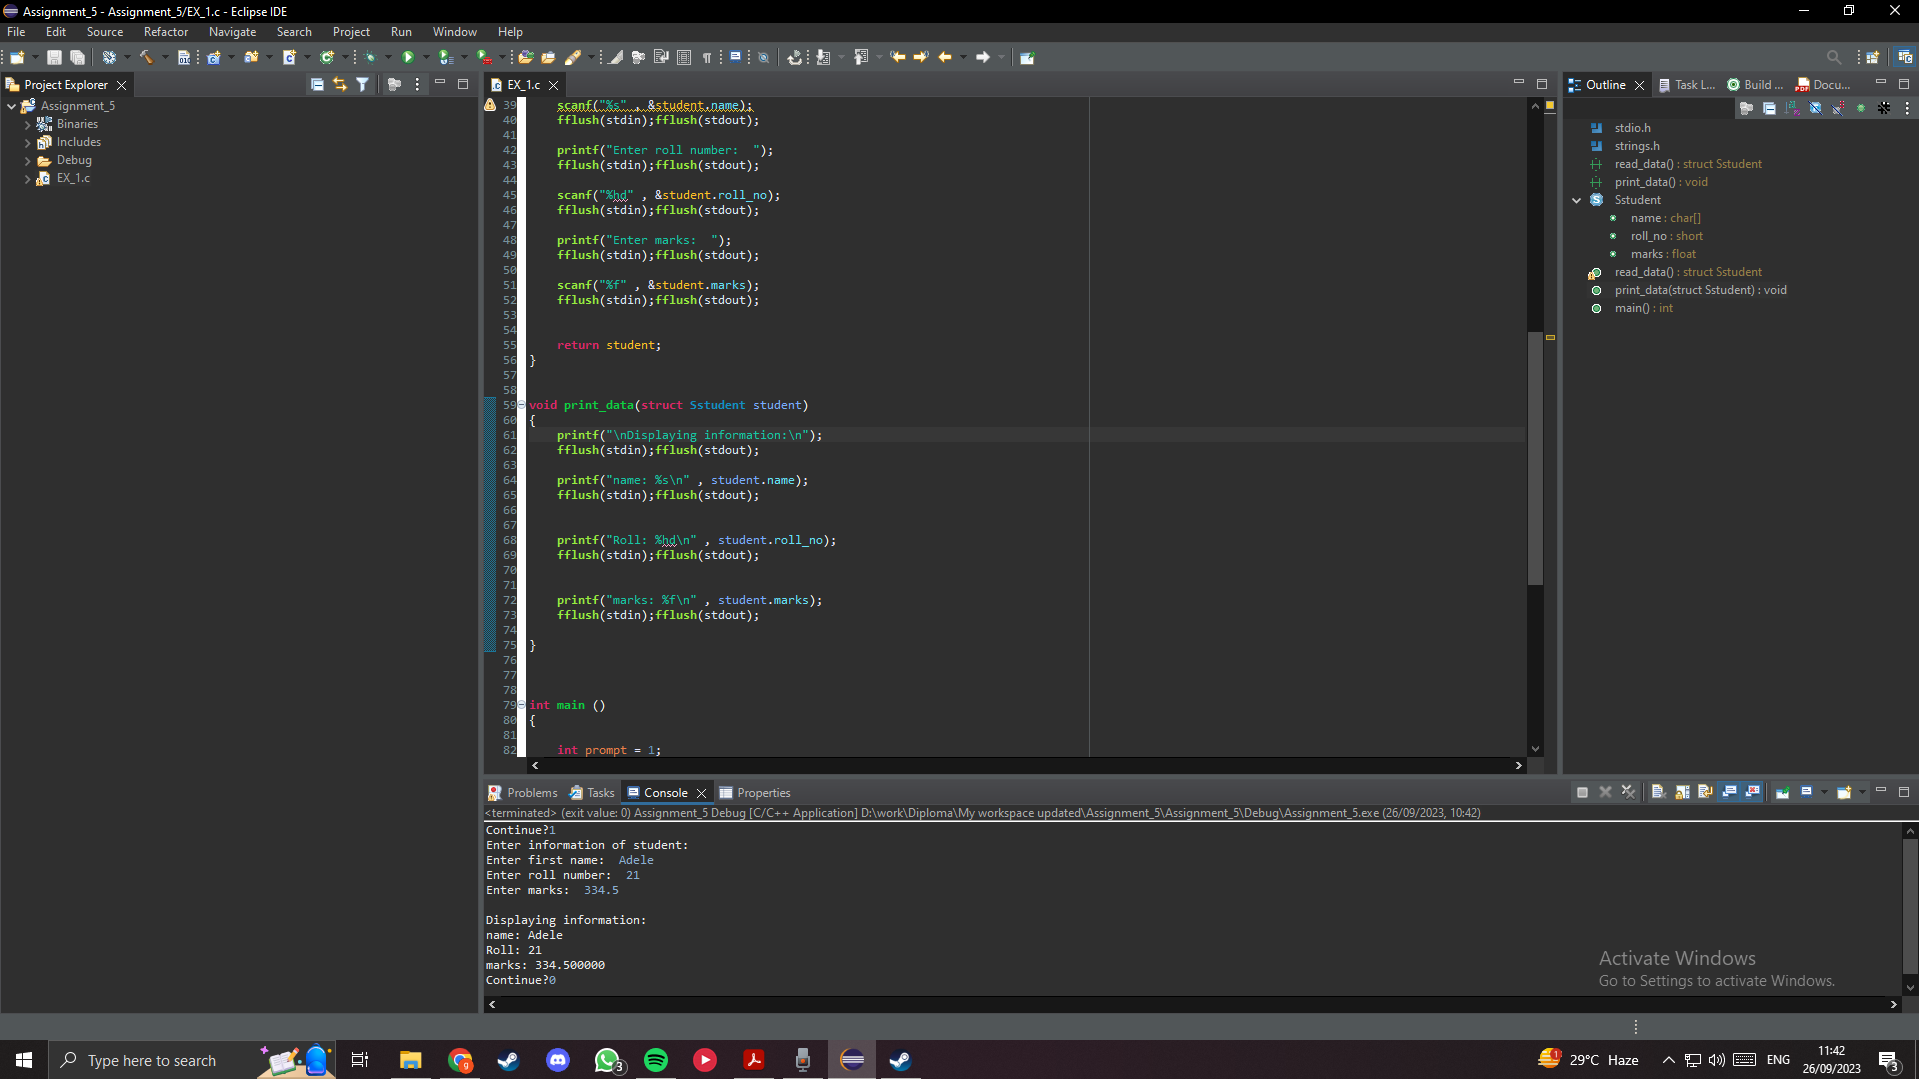 Assignment_5 - Assignment_5/EX_1.c - Eclipse IDE
File Edit Source Refactor Navigate Search Project Run Window Help
Project Explorer
Assignment_5
Binaries
Includes
Debug
EX_1.c
EX_1.c
39 scanf("%s" , &student.name);
40 fflush(stdin);fflush(stdout);
41
42 printf("Enter roll number:  ");
43 fflush(stdin);fflush(stdout);
44
45 scanf("%hd" , &student.roll_no);
46 fflush(stdin);fflush(stdout);
47
48 printf("Enter marks:  ");
49 fflush(stdin);fflush(stdout);
50
51 scanf("%f" , &student.marks);
52 fflush(stdin);fflush(stdout);
53
54
55 return student;
56 }
57
58
59 void print_data(struct Sstudent student)
60 {
61 printf("\nDisplaying information:\n");
62 fflush(stdin);fflush(stdout);
63
64 printf("name: %s\n" , student.name);
65 fflush(stdin);fflush(stdout);
66
67
68 printf("Roll: %hd\n" , student.roll_no);
69 fflush(stdin);fflush(stdout);
70
71
72 printf("marks: %f\n" , student.marks);
73 fflush(stdin);fflush(stdout);
74
75 }
76
77
78
79 int main ()
80 {
81
82 int prompt = 1;
Outline Task L... Build ... Docu...
stdio.h
strings.h
read_data() : struct Sstudent
print_data() : void
Sstudent
name : char[]
roll_no : short
marks : float
read_data() : struct Sstudent
print_data(struct Sstudent) : void
main() : int
Problems Tasks Console Properties
<terminated> (exit value: 0) Assignment_5 Debug [C/C++ Application] D:\work\Diploma\My workspace updated\Assignment_5\Assignment_5\Debug\Assignment_5.exe (26/09/2023, 10:42)
Continue?1
Enter information of student:
Enter first name:  Adele
Enter roll number:  21
Enter marks:  334.5
Displaying information:
name: Adele
Roll: 21
marks: 334.500000
Continue?0
Activate Windows
Go to Settings to activate Windows.
Type here to search
3
29°C Haze
ENG
11:42
26/09/2023
3